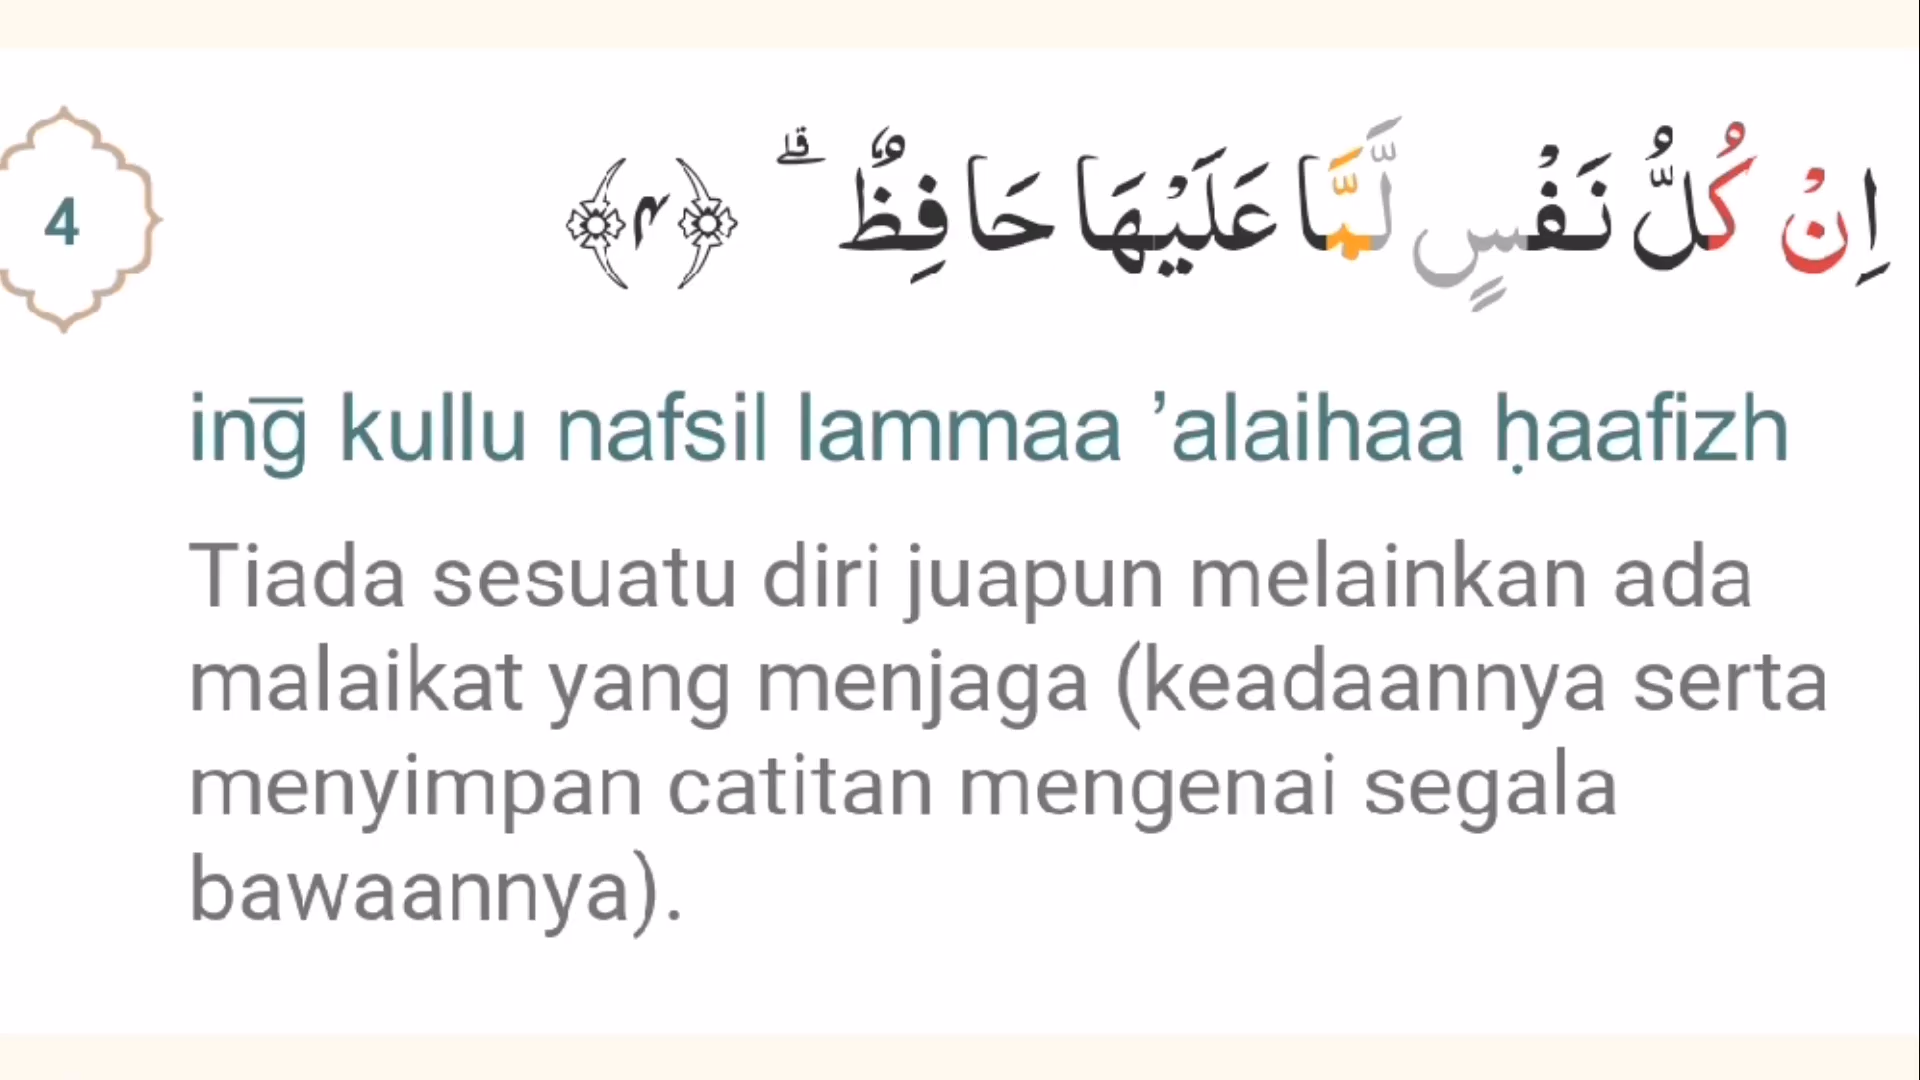 4
اِنْ كُلُّ نَفْسٍ لَّمَّا عَلَيْهَا حَافِظٌۗ ﴿٤﴾
in͞g kullu nafsil lammaa ’alaihaa ḥaafizh
Tiada sesuatu diri juapun melainkan ada
malaikat yang menjaga (keadaannya serta
menyimpan catitan mengenai segala
bawaannya).